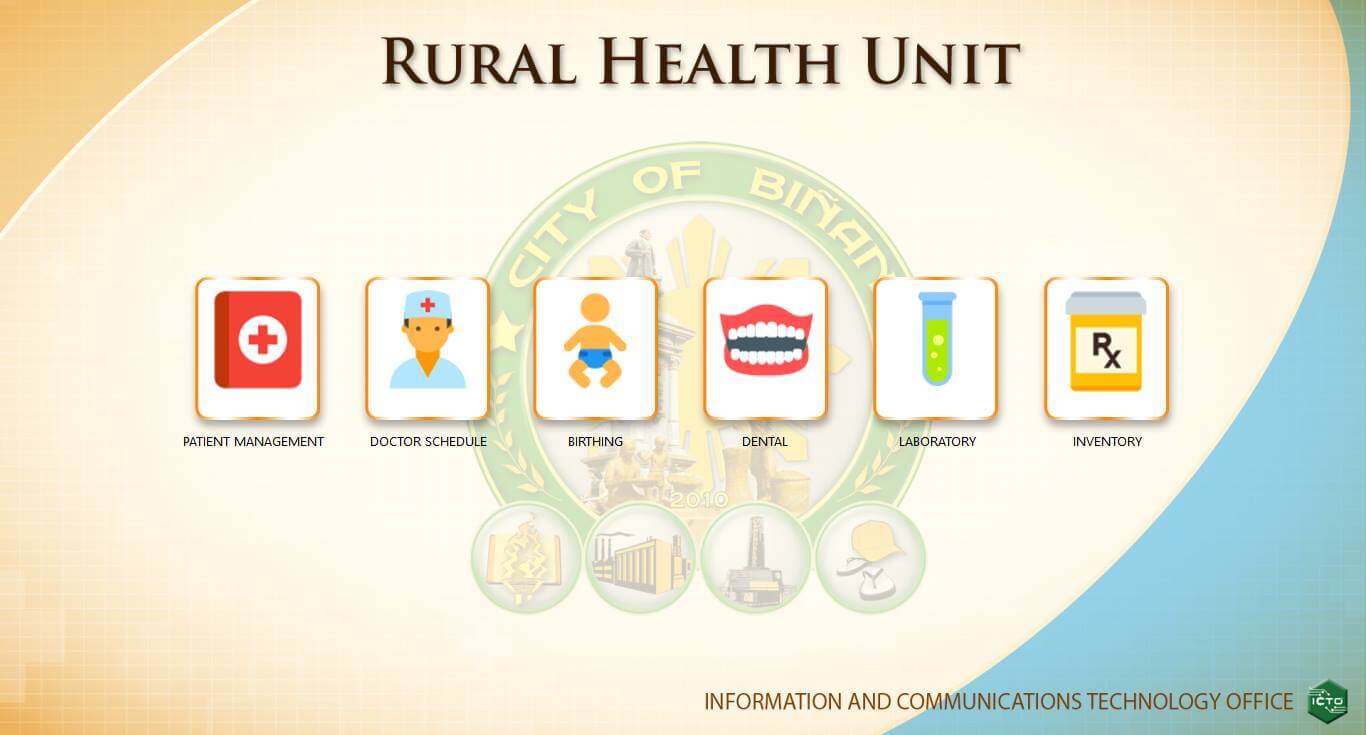 RURAL HEALTH UNIT
CITY OF BIÑAN
Rx
PATIENT MANAGEMENT
DOCTOR SCHEDULE
BIRTHING
DENTAL
LABORATORY
INVENTORY
2010
INFORMATION AND COMMUNICATIONS TECHNOLOGY OFFICE
ICTO